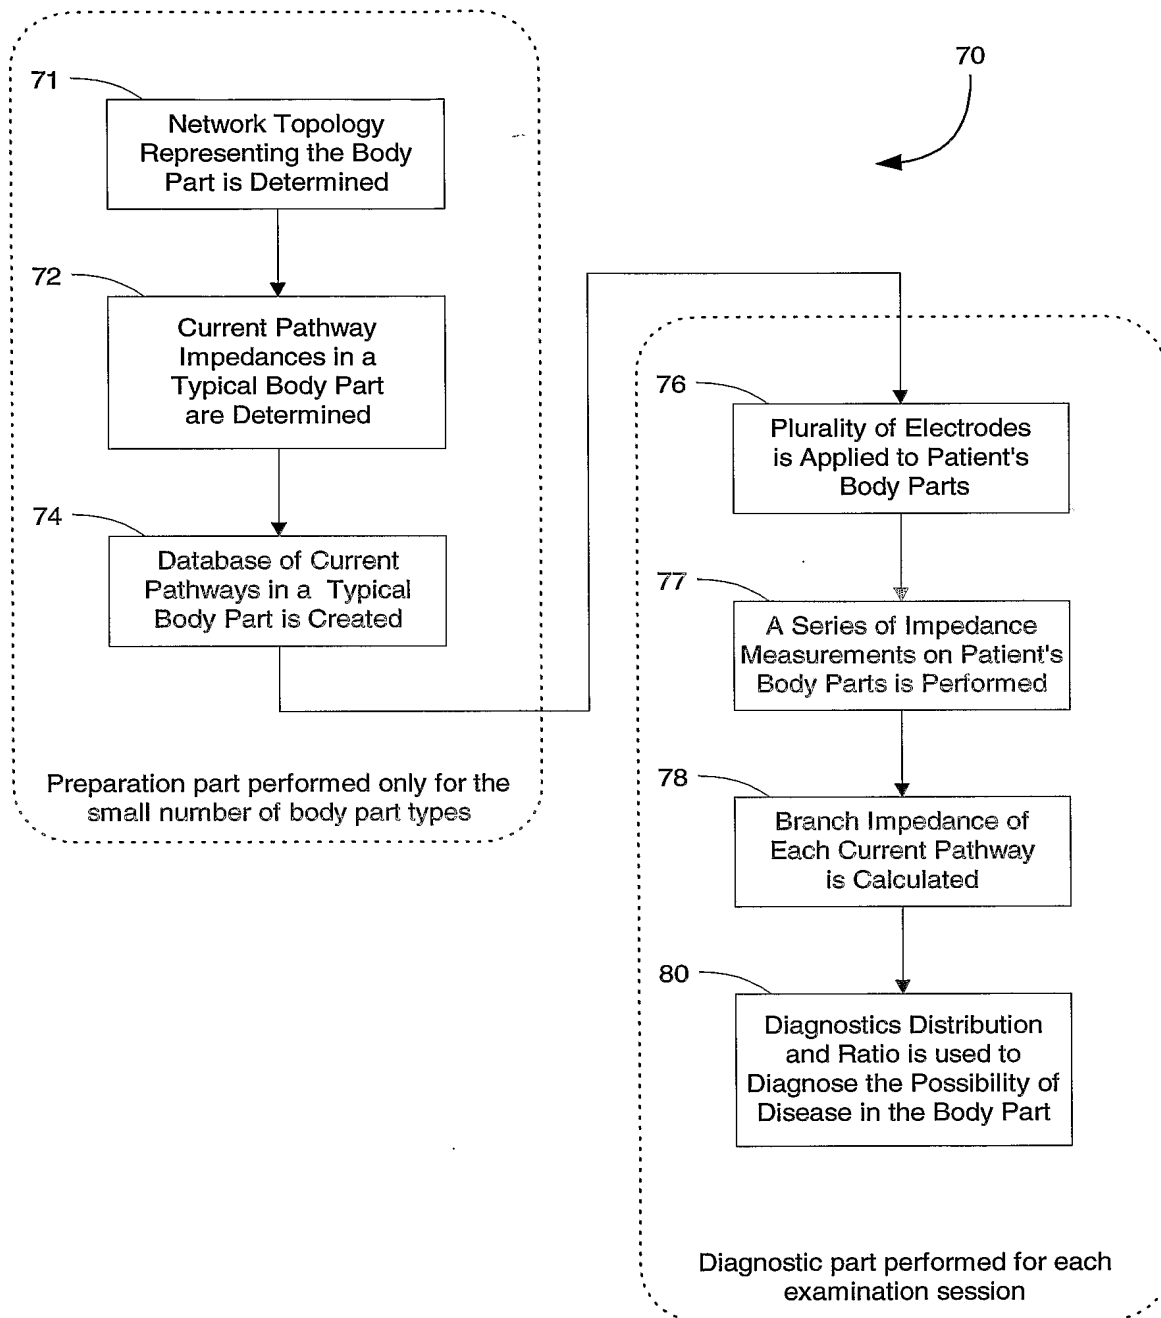 70
71
Network Topology
Representing the Body
Part is Determined
72
Current Pathway
Impedances in a
Typical Body Part
are Determined
74
Database of Current
Pathways in a Typical
Body Part is Created
Preparation part performed only for the
small number of body part types
76
Plurality of Electrodes
is Applied to Patient's
Body Parts
77
A Series of Impedance
Measurements on Patient's
Body Parts is Performed
78
Branch Impedance of
Each Current Pathway
is Calculated
80
Diagnostics Distribution
and Ratio is used to
Diagnose the Possibility of
Disease in the Body Part
Diagnostic part performed for each
examination session